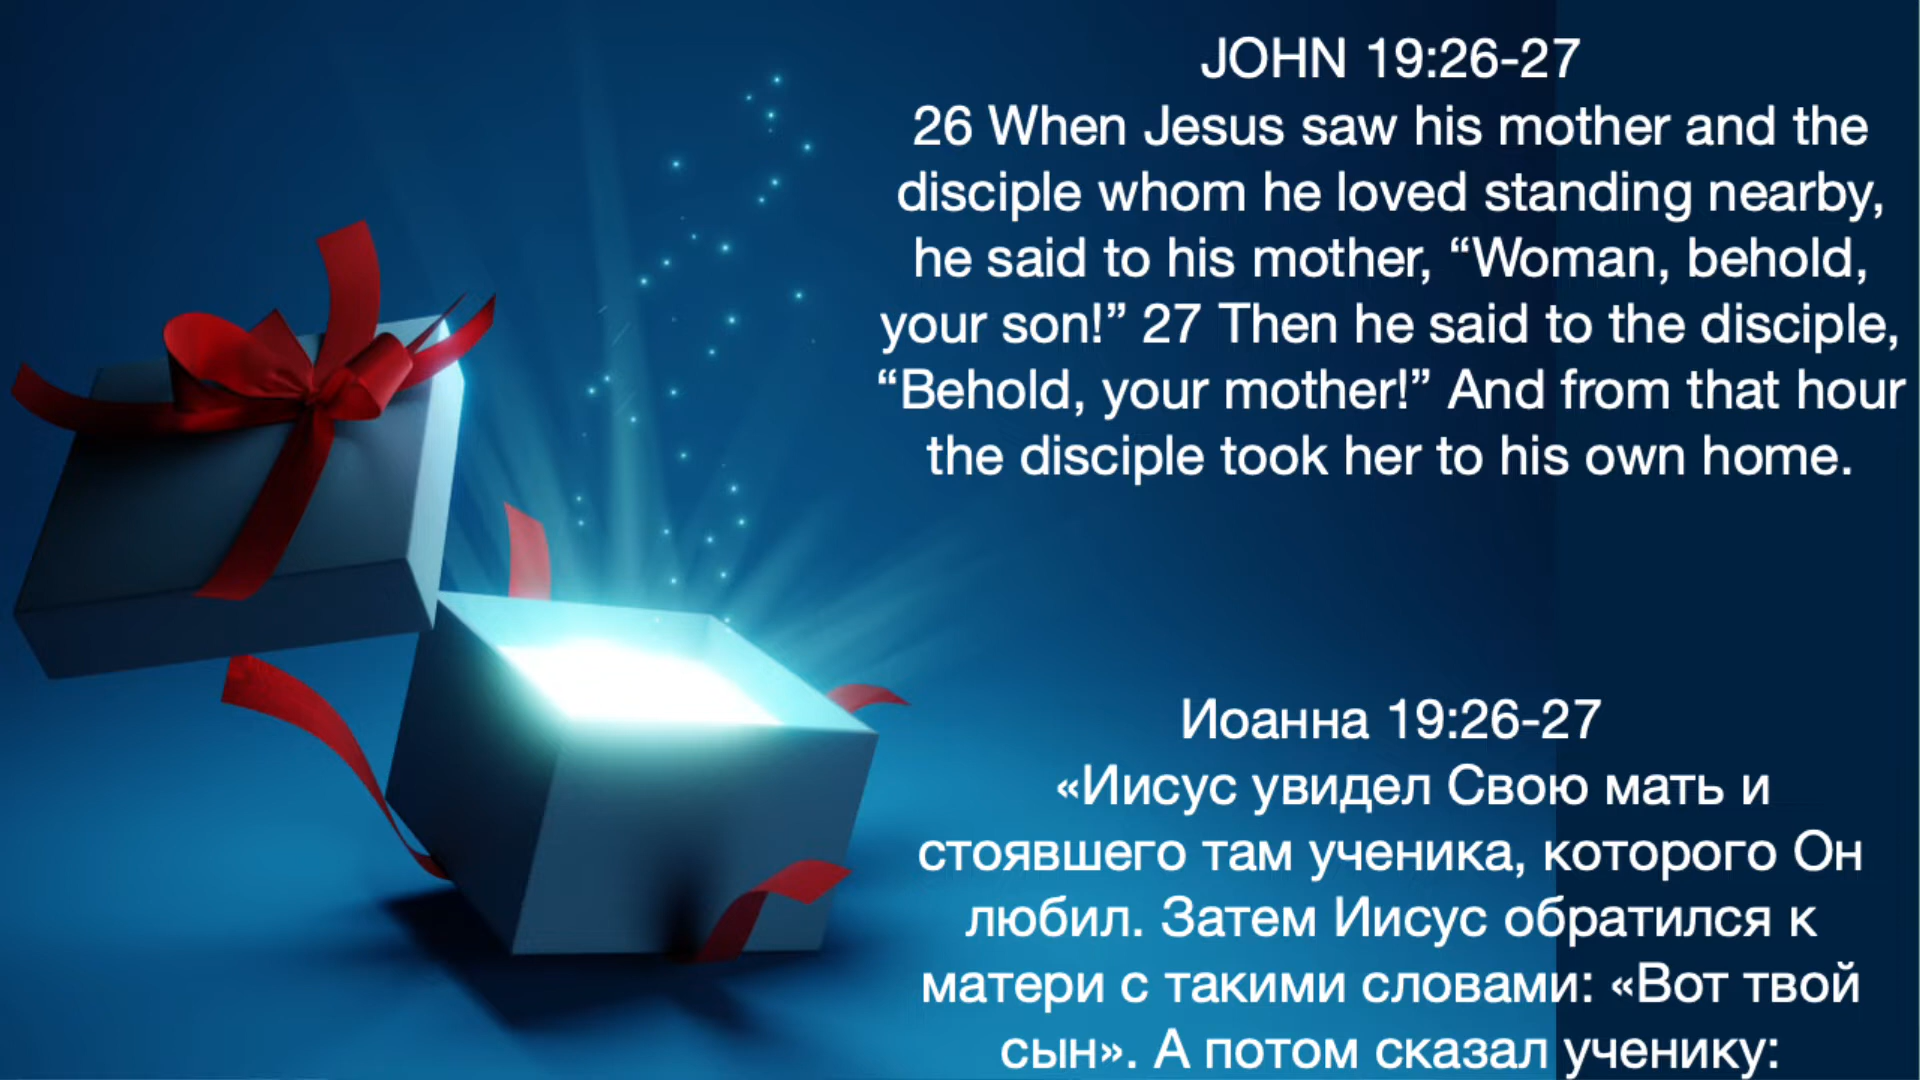 JOHN 19:26-27
26 When Jesus saw his mother and the
disciple whom he loved standing nearby,
he said to his mother, “Woman, behold,
your son!” 27 Then he said to the disciple,
“Behold, your mother!” And from that hour
the disciple took her to his own home.
Иоанна 19:26-27
«Иисус увидел Свою мать и
стоявшего там ученика, которого Он
любил. Затем Иисус обратился к
матери с такими словами: «Вот твой
сын». А потом сказал ученику: